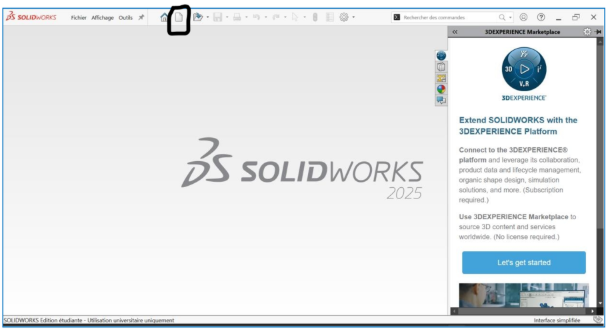 SOLIDWORKS Fichier Affichage Outils Rechercher des commandes
3DEXPERIENCE Marketplace
3D V.R
3DEXPERIENCE
Extend SOLIDWORKS with the
3DEXPERIENCE Platform
Connect to the 3DEXPERIENCE®
platform and leverage its collaboration,
product data and lifecycle management,
organic shape design, simulation
solutions, and more. (Subscription
required.)
Use 3DEXPERIENCE Marketplace to
source 3D content and services
worldwide. (No license required.)
Let's get started
SOLIDWORKS
2025
SOLIDWORKS Édition étudiante - Utilisation universitaire uniquement
Interface simplifiée